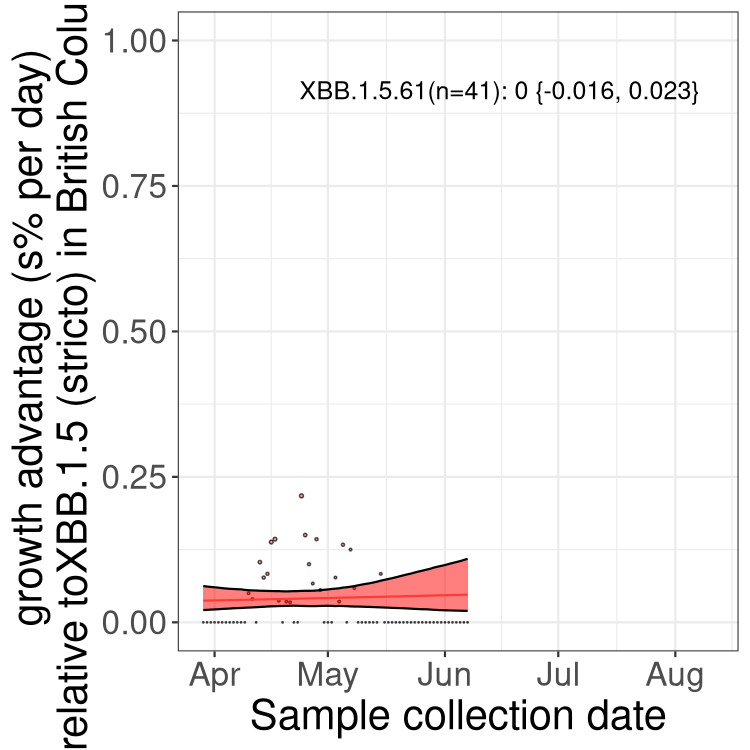 growth advantage (s% per day)
relative toXBB.1.5 (stricto) in British Colu
1.00
0.75
0.50
0.25
0.00
XBB.1.5.61(n=41): 0 {-0.016, 0.023}
Apr May Jun Jul Aug
Sample collection date